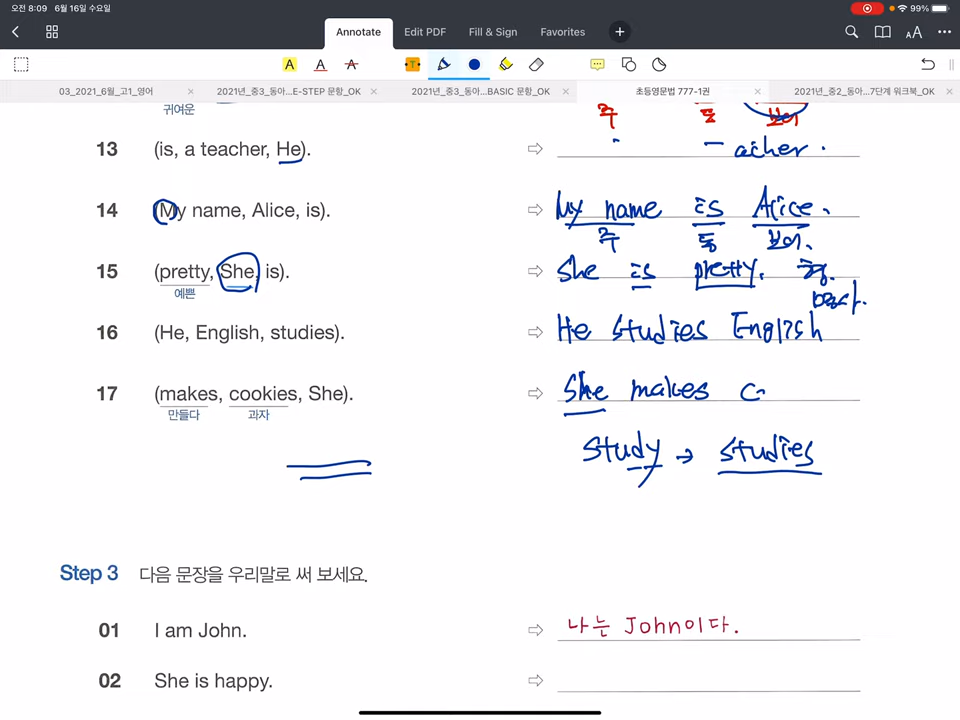 오전 8:09 6월 16일 수요일 99%
Annotate Edit PDF Fill & Sign Favorites
03_2021_6월_고1_영어 2021년_중3_동아...E-STEP 문항_OK 2021년_중3_동아...BASIC 문항_OK 초등영문법 777-1권 2021년_중2_동아...7단계 워크북_OK
귀여운 주 동 보어
13 (is, a teacher, He). acher.
14 (My name, Alice, is). My name is Alice.
주 동 보어.
15 (pretty, She, is). She is pretty. 형.
예쁜
16 (He, English, studies). He studies English
17 (makes, cookies, She). She makes c
만들다 과자
study → studies
Step 3 다음 문장을 우리말로 써 보세요.
01 I am John. 나는 John이다.
02 She is happy.